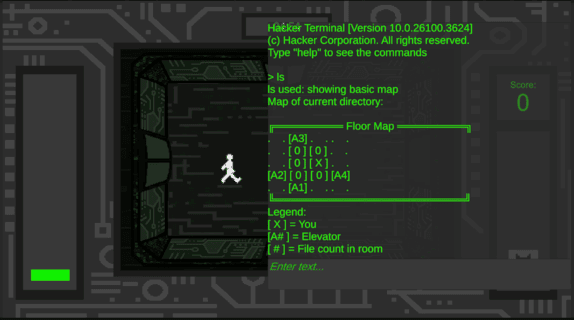 Hacker Terminal [Version 10.0.26100.3624]
(c) Hacker Corporation. All rights reserved.
Type "help" to see the commands
> ls
ls used: showing basic map
Map of current directory:
Floor Map
. . [A3] . . . .
. . [ 0 ] [ 0 ] . .
. . [ 0 ] [ X ] . .
[A2] [ 0 ] [ 0 ] [A4]
. . [A1] . . . .
Legend:
[ X ] = You
[A# ] = Elevator
[ # ] = File count in room
Enter text...
Score:
0